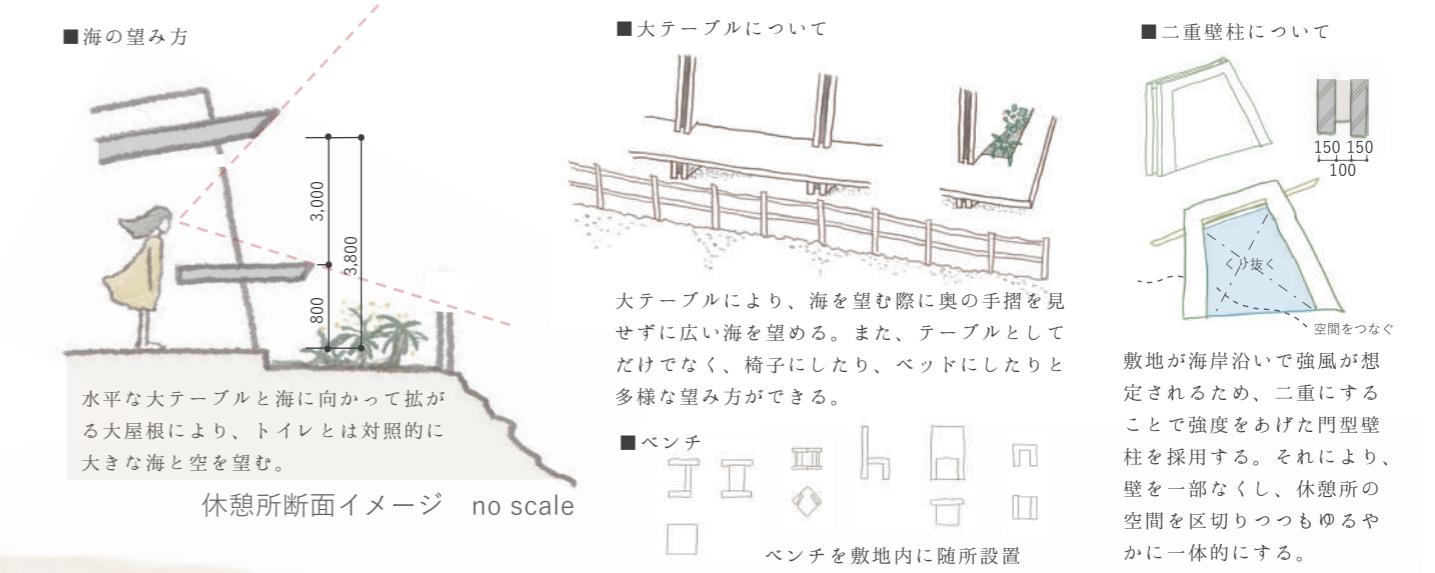 ■海の望み方
3,000
3,800
800
水平な大テーブルと海に向かって拡が
る大屋根により、トイレとは対照的に
大きな海と空を望む。
休憩所断面イメージ no scale
■大テーブルについて
大テーブルにより、海を望む際に奥の手摺を見
せずに広い海を望める。また、テーブルとして
だけでなく、椅子にしたり、ベッドにしたりと
多様な望み方ができる。
■ベンチ
ベンチを敷地内に随所設置
■二重壁柱について
150 150
100
くり抜く
空間をつなぐ
敷地が海岸沿いで強風が想
定されるため、二重にする
ことで強度をあげた門型壁
柱を採用する。それにより、
壁を一部なくし、休憩所の
空間を区切りつつもゆるや
かに一体的にする。